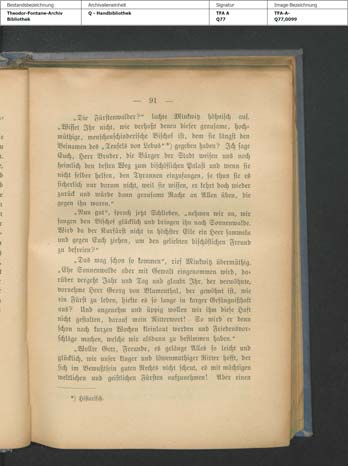 Bestandsbezeichnung Archivalieneinheit Signatur Image-Bezeichnung
Theodor-Fontane-Archiv Q - Handbibliothek TFA A TFA-A-
Bibliothek Q77 Q77,0099
— 91 —
„Die Fürstenwalder?“ lachte Minkwitz höhnisch auf.
„Wisset Ihr nicht, wie verhaßt denen dieser grausame, hoch-
müthige, menschenschinderische Bischof ist, dem sie längst den
Beinamen des „Teufels von Lebus“*) gegeben haben? Ich sage
Euch, Herr Bruder, die Bürger der Stadt weisen uns noch
heimlich den besten Weg zum bischöflichen Palast und wenn sie
nicht selber helfen, den Tyrannen einzufangen, so thun sie es
sicherlich nur darum nicht, weil sie wissen, er kehrt doch wieder
zurück und würde dann grausame Rache an Allen üben, die
gegen ihn waren.“
„Nun gut“, sprach jetzt Schlieben, „nehmen wir an, wir
fangen den Bischof glücklich und bringen ihn nach Sonnenwalde.
Wird da der Kurfürst nicht in höchster Eile ein Heer sammeln
und gegen Euch ziehen, um den geliebten bischöflichen Freund
zu befreien?“
„Das mag schon so kommen“, rief Minkwitz übermüthig.
„Ehe Sonnenwalde aber mit Gewalt eingenommen wird, da-
rüber vergeht Jahr und Tag und glaubt Ihr, der verwöhnte,
vornehme Herr Georg von Blumenthal, der gewöhnt ist, wie
ein Fürst zu leben, hielte es so lange in karger Gefangenschaft
aus? Und angenehm und üppig wollen wir ihm diese Haft
nicht gestalten, darauf mein Ritterwort! So wird er denn
schon nach kurzen Wochen kleinlaut werden und Friedensvor-
schläge machen, welche wir alsdann zu bestimmen haben.“
„Wollte Gott, Freunde, es gelänge Alles so leicht und
glücklich, wie unser kluger und löwenmuthiger Ritter hofft, der
sich im Bewußtsein guten Rechts nicht scheut, es mit mächtigen
weltlichen und geistlichen Fürsten aufzunehmen! Aber einen
*) Historisch.